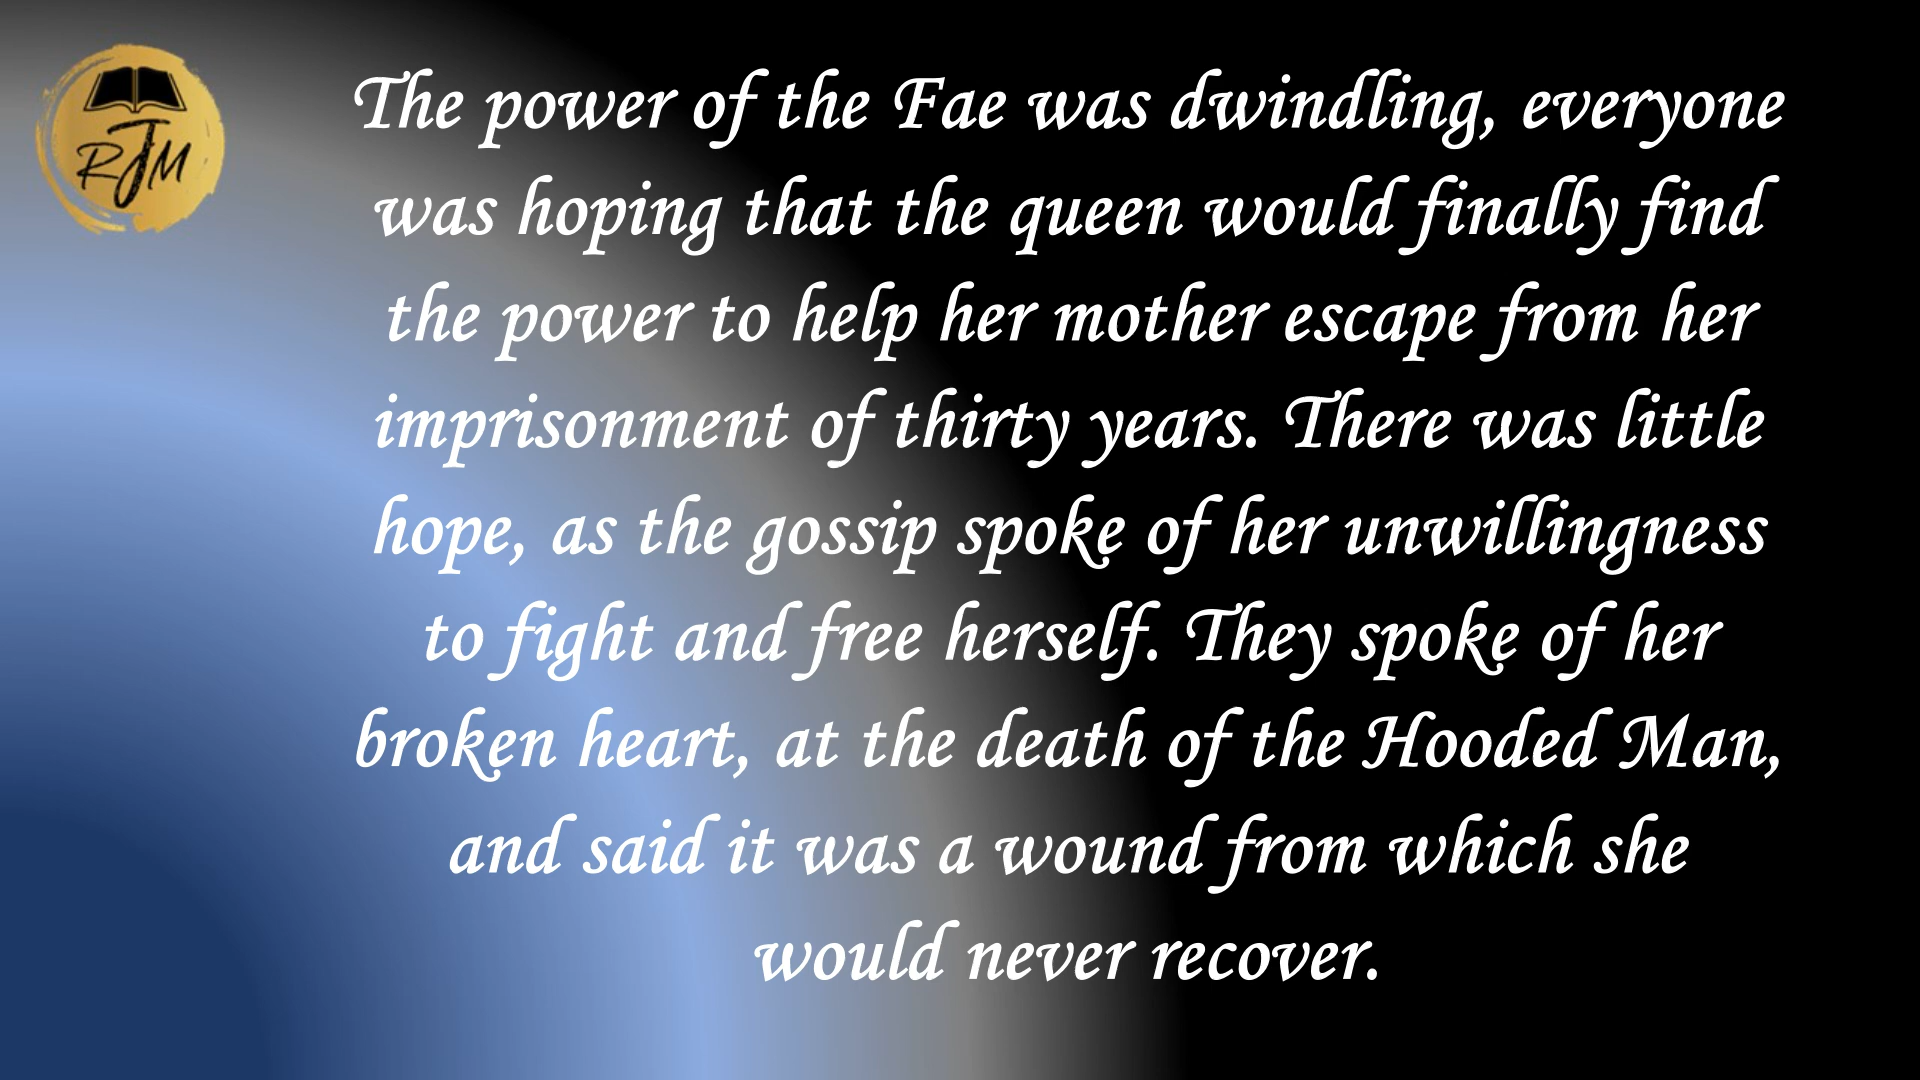 RJM
The power of the Fae was dwindling, everyone
was hoping that the queen would finally find
the power to help her mother escape from her
imprisonment of thirty years. There was little
hope, as the gossip spoke of her unwillingness
to fight and free herself. They spoke of her
broken heart, at the death of the Hooded Man,
and said it was a wound from which she
would never recover.